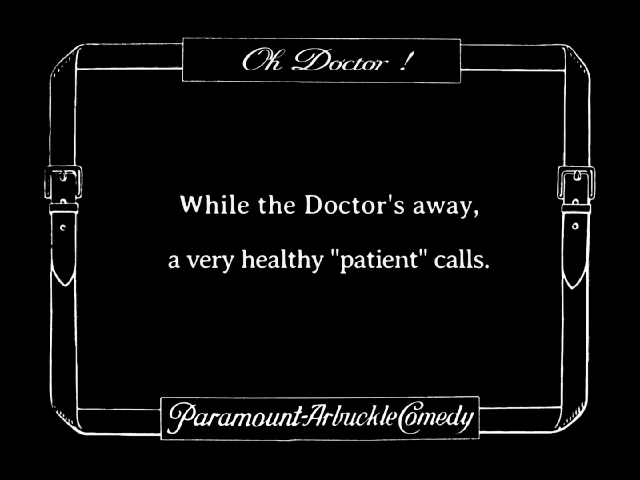 Oh Doctor !
While the Doctor's away,
a very healthy "patient" calls.
Paramount-Arbuckle Comedy